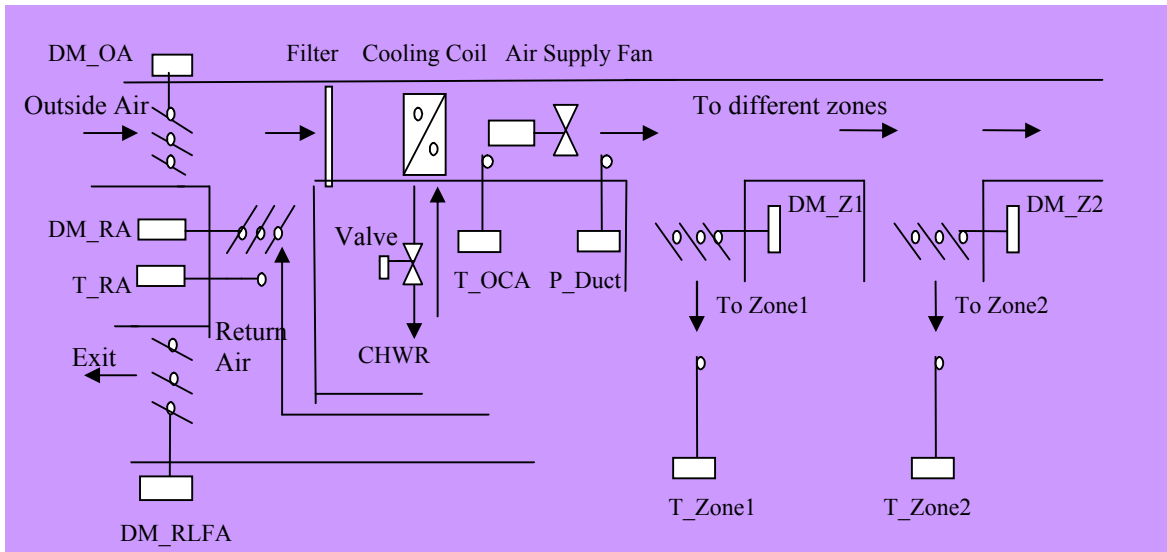 DM_OA
Filter
Cooling Coil
Air Supply Fan
Outside Air
To different zones
DM_RA
Valve
DM_Z1
DM_Z2
T_RA
T_OCA
P_Duct
To Zone1
To Zone2
Return
Air
CHWR
Exit
T_Zone1
T_Zone2
DM_RLFA